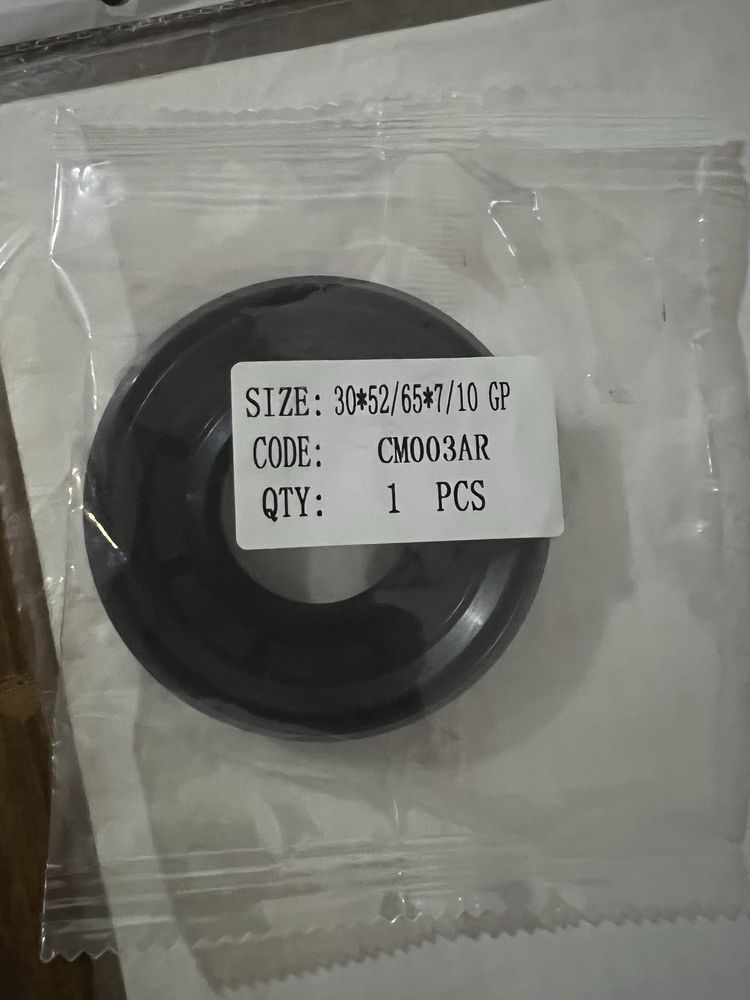 SIZE: 30*52/65*7/10 GP
CODE: CM003AR
QTY: 1 PCS